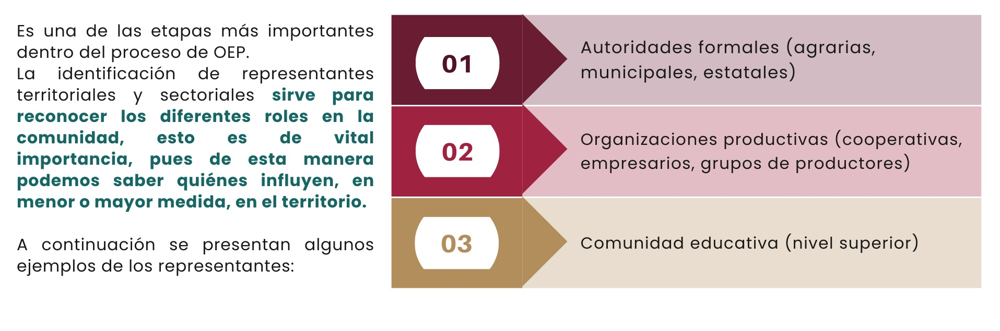 Es una de las etapas más importantes
dentro del proceso de OEP.
La identificación de representantes
territoriales y sectoriales sirve para
reconocer los diferentes roles en la
comunidad, esto es de vital
importancia, pues de esta manera
podemos saber quiénes influyen, en
menor o mayor medida, en el territorio.
A continuación se presentan algunos
ejemplos de los representantes:
01
Autoridades formales (agrarias,
municipales, estatales)
02
Organizaciones productivas (cooperativas,
empresarios, grupos de productores)
03
Comunidad educativa (nivel superior)